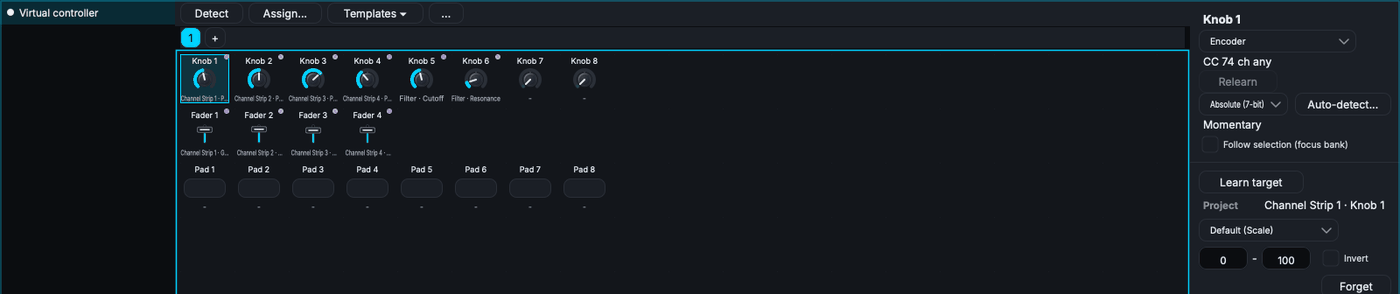 Virtual controller
Detect
Assign...
Templates
...
1
+
Knob 1
Knob 2
Knob 3
Knob 4
Knob 5
Knob 6
Knob 7
Knob 8
Channel Strip 1 · P...
Channel Strip 2 · P...
Channel Strip 3 · P...
Channel Strip 4 · P...
Filter · Cutoff
Filter · Resonance
-
-
Fader 1
Fader 2
Fader 3
Fader 4
Channel Strip 1 · G...
Channel Strip 2 · ...
Channel Strip 3 · ...
Channel Strip 4 · ...
Pad 1
Pad 2
Pad 3
Pad 4
Pad 5
Pad 6
Pad 7
Pad 8
-
-
-
-
-
-
-
-
Knob 1
Encoder
CC 74 ch any
Relearn
Absolute (7-bit)
Auto-detect...
Momentary
Follow selection (focus bank)
Learn target
Project
Channel Strip 1 · Knob 1
Default (Scale)
0 - 100
Invert
Forget